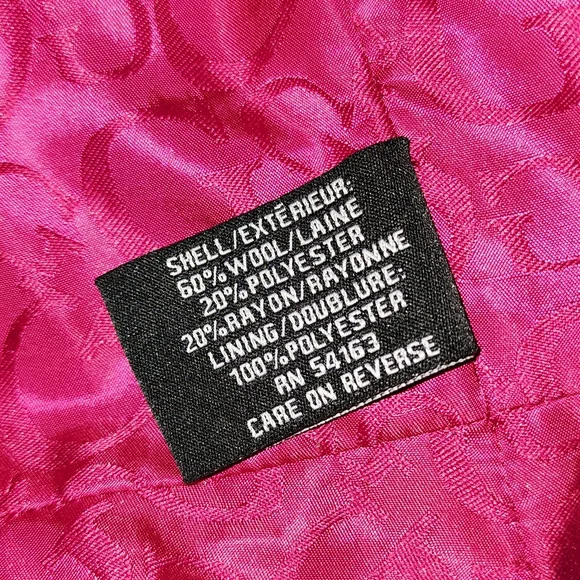 SHELL/EXTÉRIEUR:
60%WOOL/LAINE
20%POLYESTER
20%RAYON/RAYONNE
LINING/DOUBLURE:
100%POLYESTER
RN 54163
CARE ON REVERSE